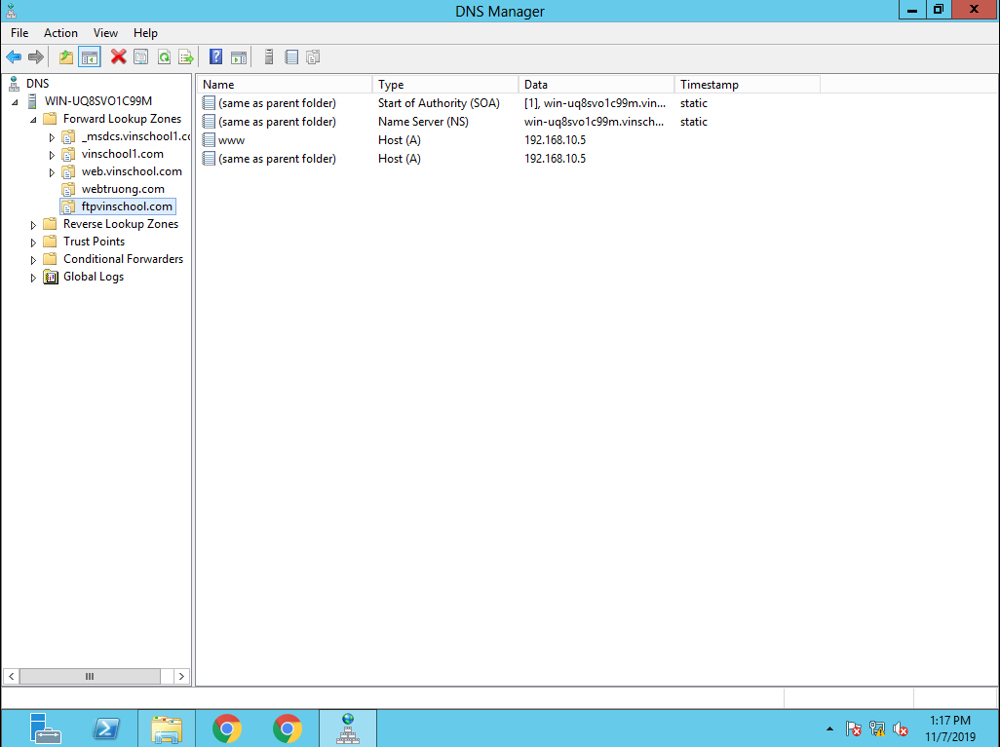 DNS Manager
File Action View Help
DNS
WIN-UQ8SVO1C99M
Forward Lookup Zones
_msdcs.vinschool1.co
vinschool1.com
web.vinschool.com
webtruong.com
ftpvinschool.com
Reverse Lookup Zones
Trust Points
Conditional Forwarders
Global Logs
Name Type Data Timestamp
(same as parent folder) Start of Authority (SOA) [1], win-uq8svo1c99m.vin... static
(same as parent folder) Name Server (NS) win-uq8svo1c99m.vinsch... static
www Host (A) 192.168.10.5
(same as parent folder) Host (A) 192.168.10.5
1:17 PM
11/7/2019